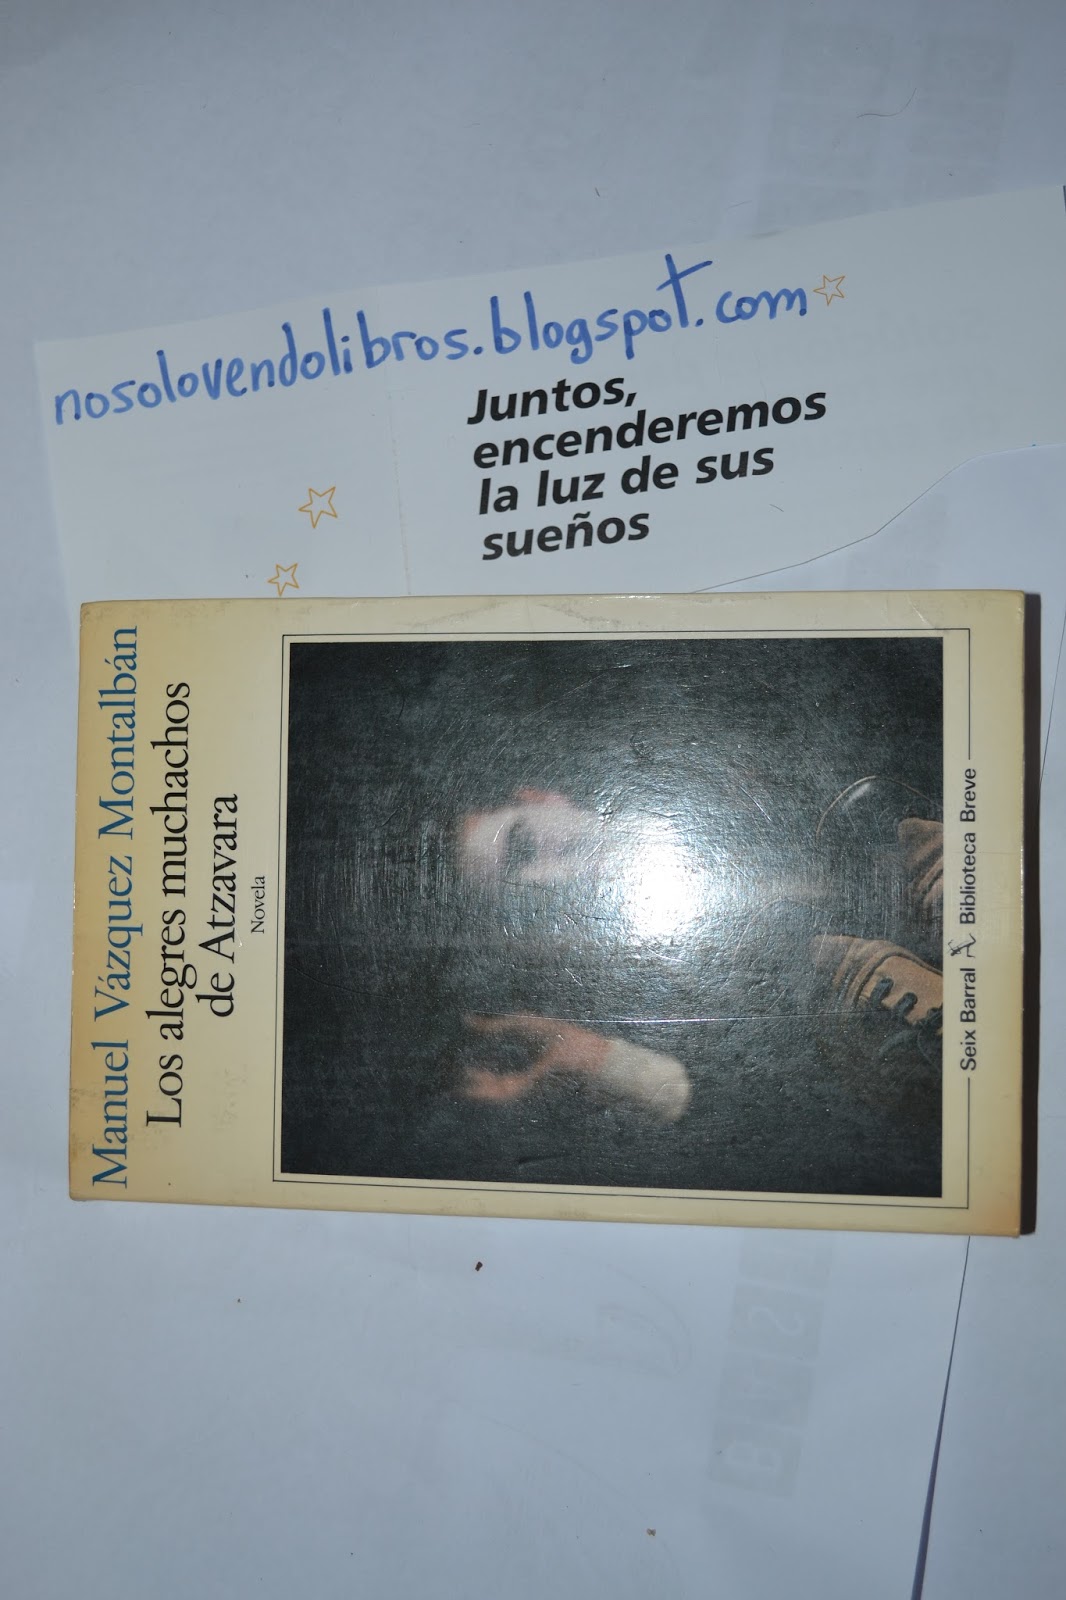 nosolovendolibros.blogspot.com
Juntos,
encenderemos
la luz de sus
sueños
Manuel Vázquez Montalbán
Los alegres muchachos
de Atzavara
Novela
Seix Barral Biblioteca Breve